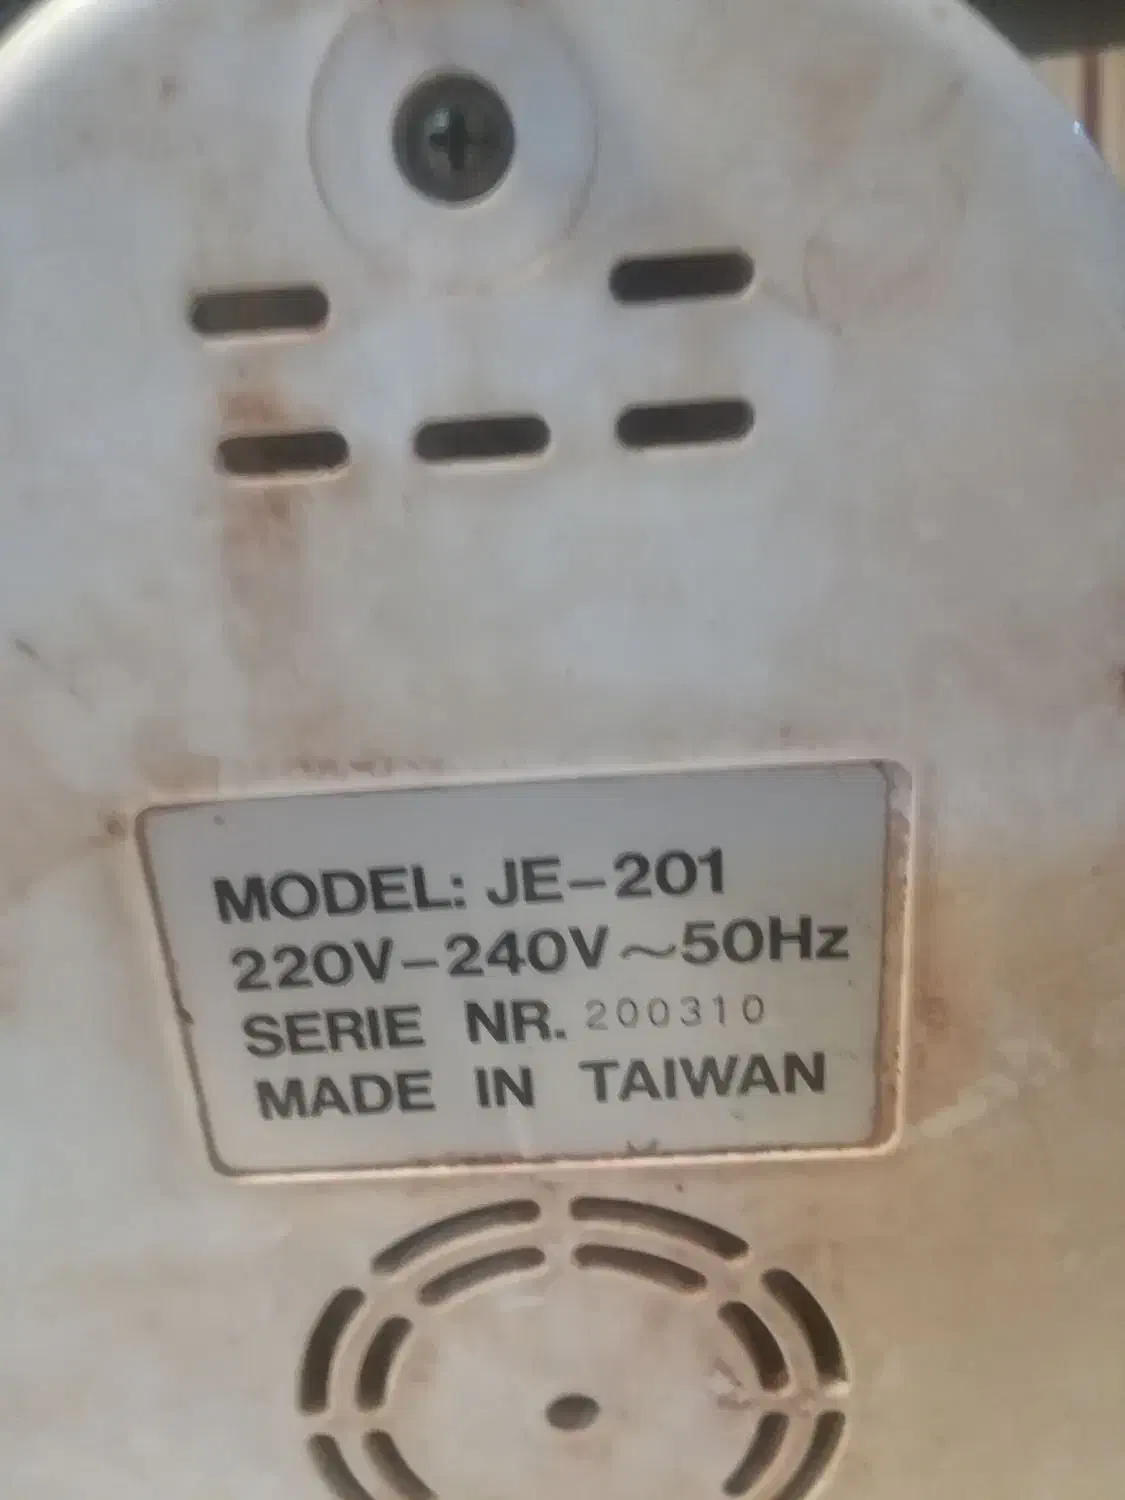 MODEL: JE-201
220V-240V~50Hz
SERIE NR. 200310
MADE IN TAIWAN